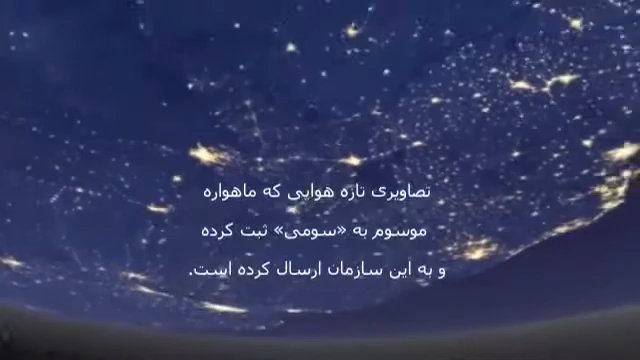 تصاویری تازه هوایی که ماهواره
موسوم به «سومی» ثبت کرده
و به این سازمان ارسال کرده است.